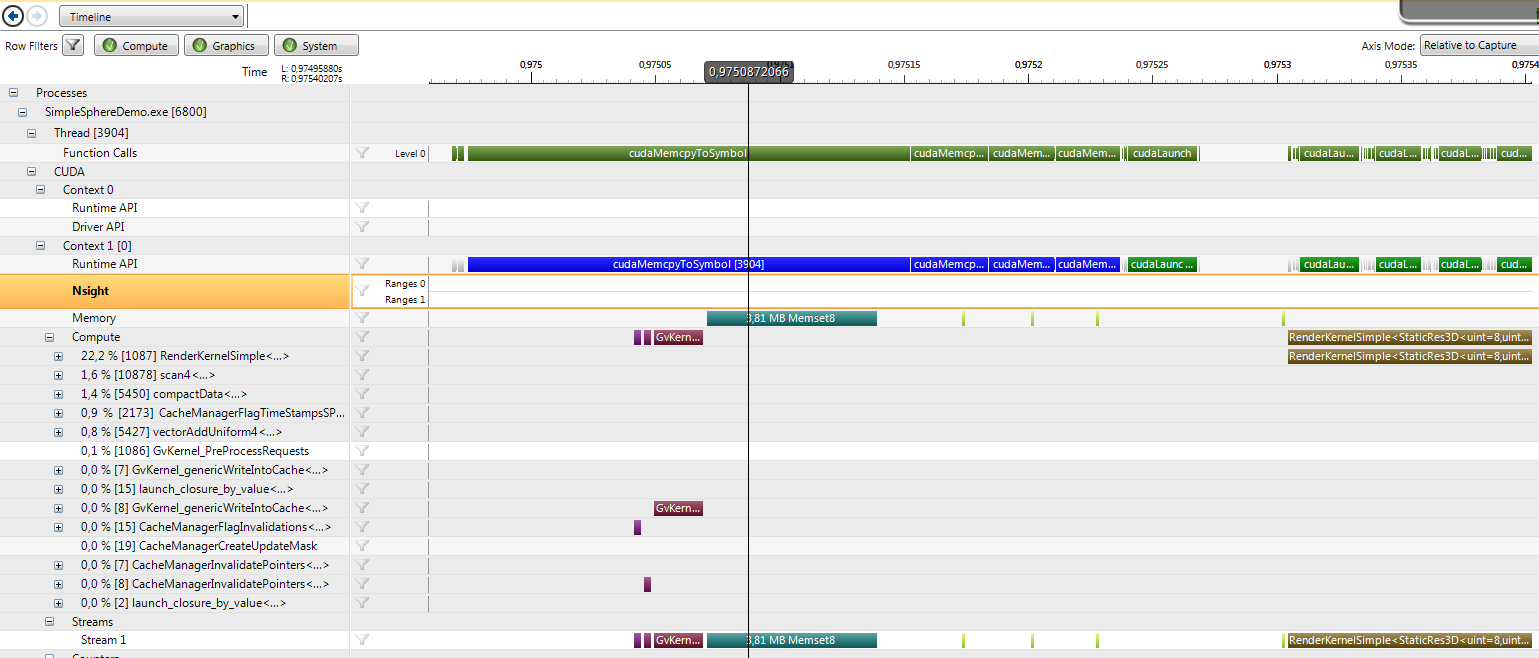 Timeline
Row Filters Compute Graphics System Axis Mode: Relative to Capture
Time L: 0,97495880s
R: 0,97540207s
0,975 0,97505 0,9750872066 0,97515 0,9752 0,97525 0,9753 0,97535 0,9754
Processes
SimpleSphereDemo.exe [6800]
Thread [3904]
Function Calls Level 0 cudaMemcpyToSymbol cudaMemcp... cudaMem... cudaMem... cudaLaunch cudaLau... cudaL... cudaL... cud...
CUDA
Context 0
Runtime API
Driver API
Context 1 [0]
Runtime API cudaMemcpyToSymbol [3904] cudaMemcp... cudaMem... cudaMem... cudaLaunc... cudaLau... cudaL... cudaL... cud...
Nsight Ranges 0
Ranges 1
Memory 3,81 MB Memset8
Compute GvKern... RenderKernelSimple<StaticRes3D<uint=8,uint...
22,2 % [1087] RenderKernelSimple<...> RenderKernelSimple<StaticRes3D<uint=8,uint...
1,6 % [10878] scan4<...>
1,4 % [5450] compactData<...>
0,9 % [2173] CacheManagerFlagTimeStampsSP...
0,8 % [5427] vectorAddUniform4<...>
0,1 % [1086] GvKernel_PreProcessRequests
0,0 % [7] GvKernel_genericWriteIntoCache<...>
0,0 % [15] launch_closure_by_value<...>
0,0 % [8] GvKernel_genericWriteIntoCache<...> GvKern...
0,0 % [15] CacheManagerFlagInvalidations<...>
0,0 % [19] CacheManagerCreateUpdateMask
0,0 % [7] CacheManagerInvalidatePointers<...>
0,0 % [8] CacheManagerInvalidatePointers<...>
0,0 % [2] launch_closure_by_value<...>
Streams
Stream 1 GvKern... 3,81 MB Memset8 RenderKernelSimple<StaticRes3D<uint=8,uint...